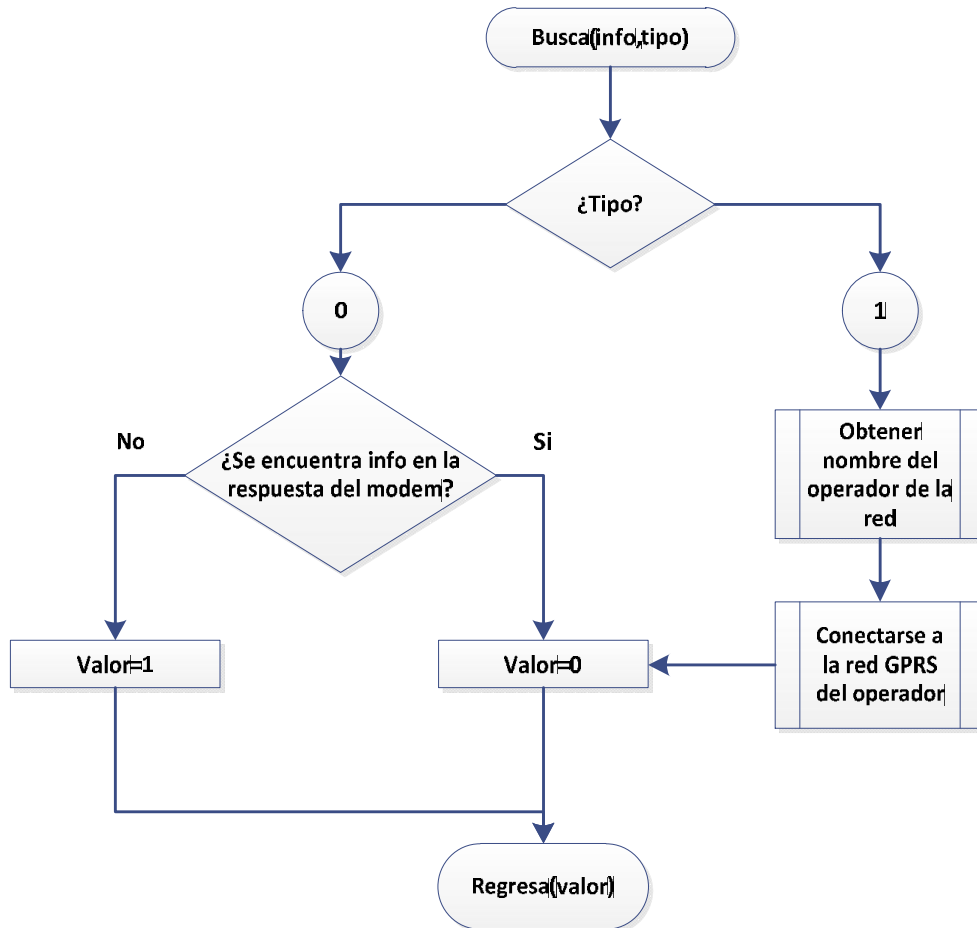 Busca(info,tipo)
¿Tipo?
0
1
No
Si
¿Se encuentra info en la
respuesta del modem?
Obtener
nombre del
operador de la
red
Valor=1
Valor=0
Conectarse a
la red GPRS
del operador
Regresa(valor)